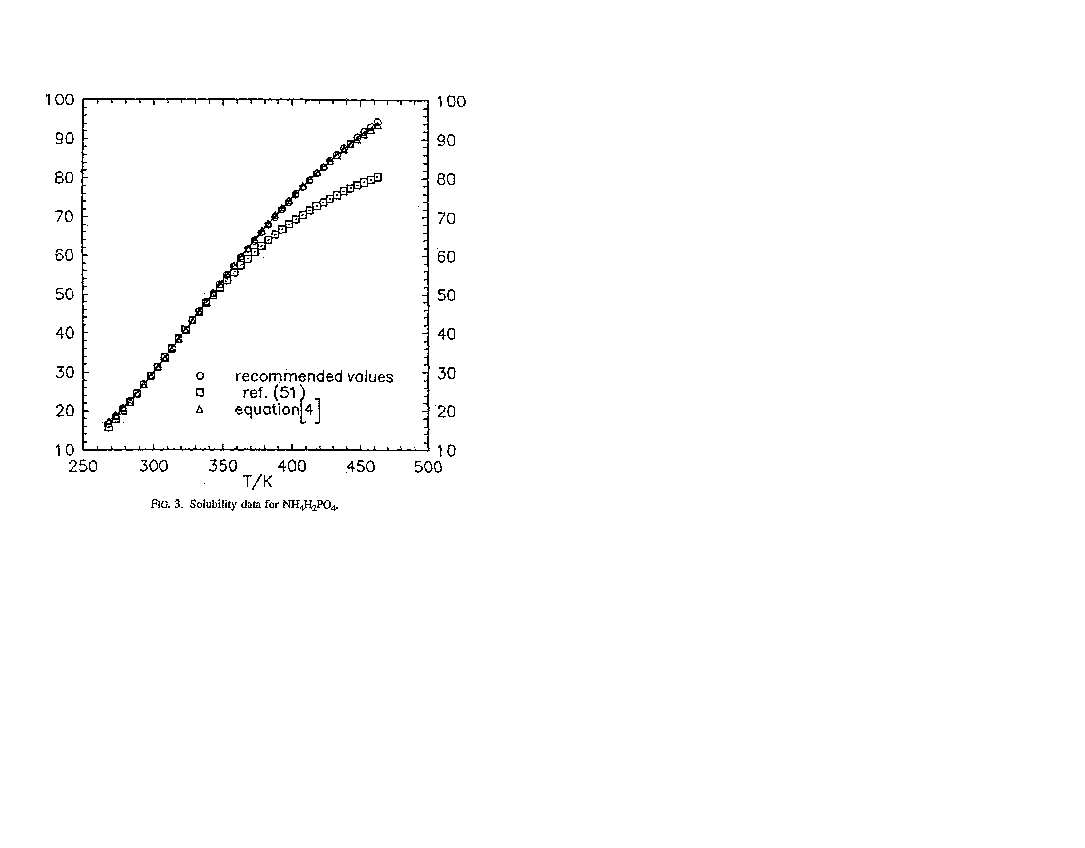 100 100
90 90
80 80
70 70
60 60
50 50
40 40
30 30
20 20
10 10
recommended values
ref. (51)
equation[4]
250 300 350 400 450 500
T/K
FIG. 3. Solubility data for NH₄H₂PO₄.